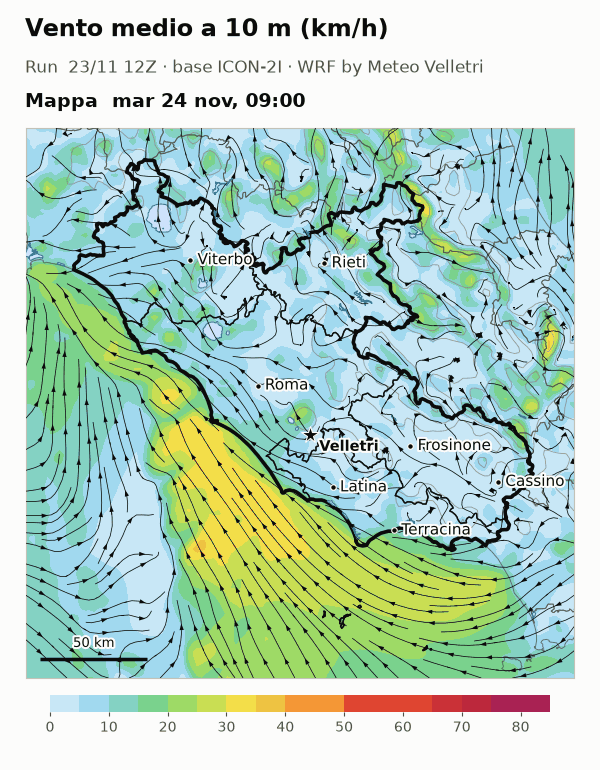 Vento medio a 10 m (km/h)
Run  23/11 12Z · base ICON-2I · WRF by Meteo Velletri
Mappa  mar 24 nov, 09:00
Viterbo
Rieti
Roma
Velletri
Frosinone
Cassino
Latina
Terracina
50 km
0 10 20 30 40 50 60 70 80